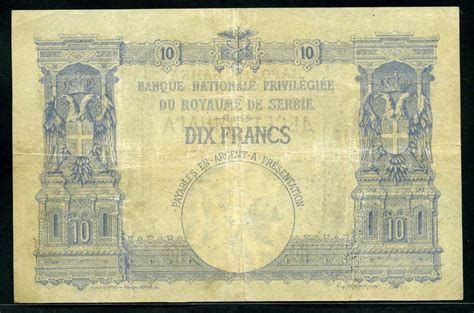 10 10
BANQUE NATIONALE PRIVILÉGIÉE
DU ROYAUME DE SERBIE.
DIX FRANCS
PAYABLES EN ARGENT A PRÉSENTATION
10 10